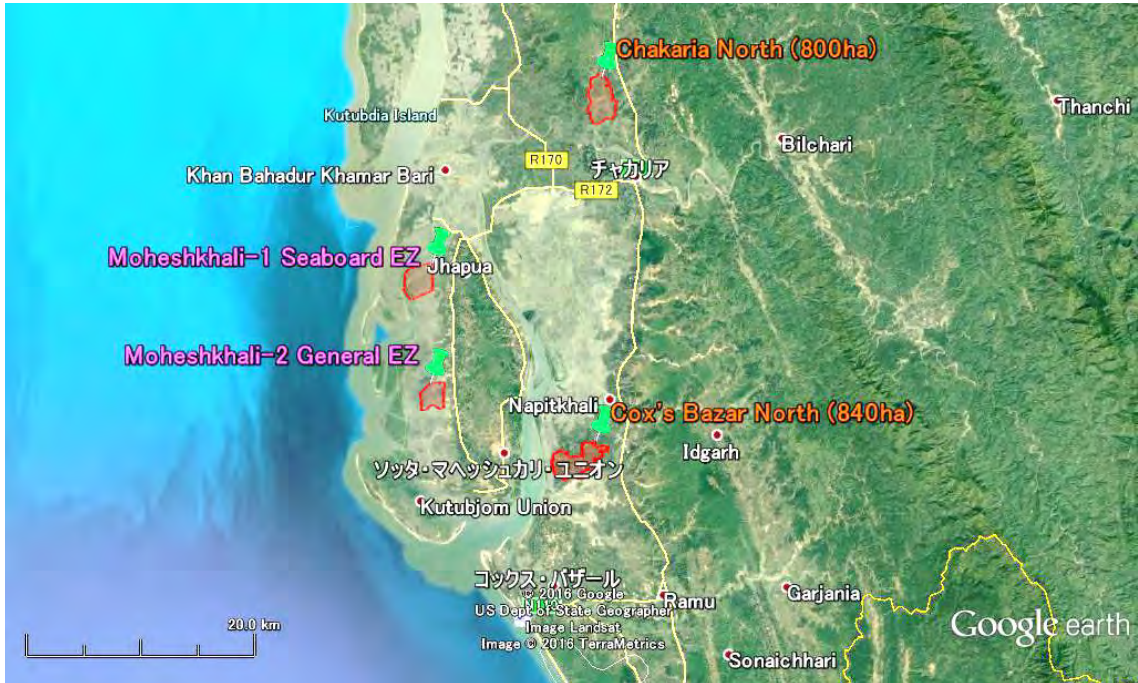 Chakaria North (800ha)
Thanchi
Kutubdia Island
Bilchari
R170
チャカリア
Khan Bahadur Khamar Bari
R172
Moheshkhali-1 Seaboard EZ
Jhapua
Moheshkhali-2 General EZ
Napitkhali
Cox's Bazar North (840ha)
Idgarh
ソッタ・マヘッシュカリ・ユニオン
Kutubjom Union
コックス・バザール
© 2016 Google
Garjania
Ramu
US Dept of State Geographer
Image Landsat
Image © 2016 TerraMetrics
Google earth
20.0 km
Sonaichhari